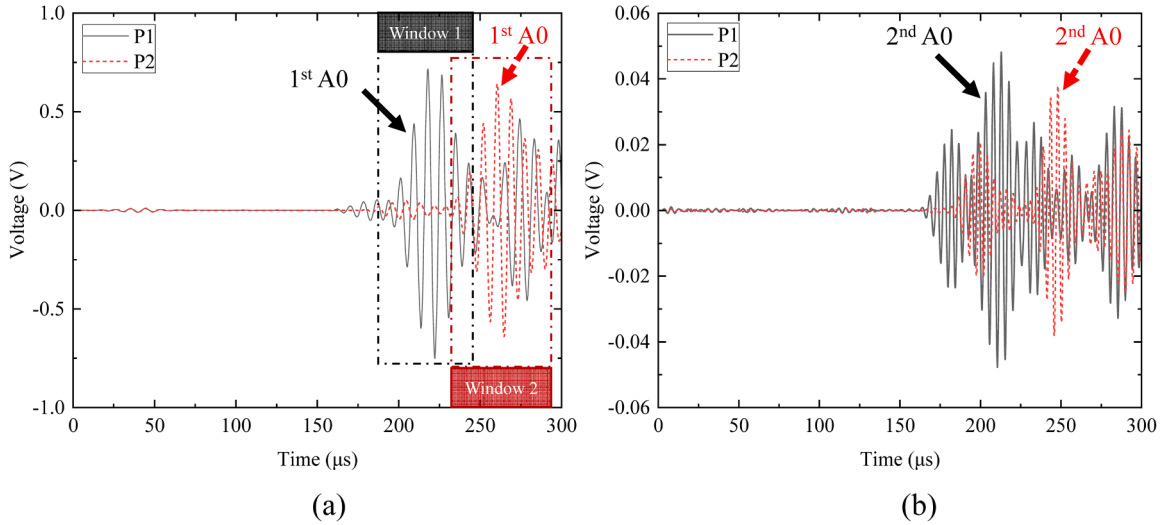 1.0
0.5
0.0
-0.5
-1.0
Voltage (V)
P1
P2
Window 1
1st A0
1st A0
Window 2
0
50
100
150
200
250
300
Time (μs)
(a)
0.06
0.04
0.02
0.00
-0.02
-0.04
-0.06
Voltage (V)
P1
P2
2nd A0
2nd A0
0
50
100
150
200
250
300
Time (μs)
(b)